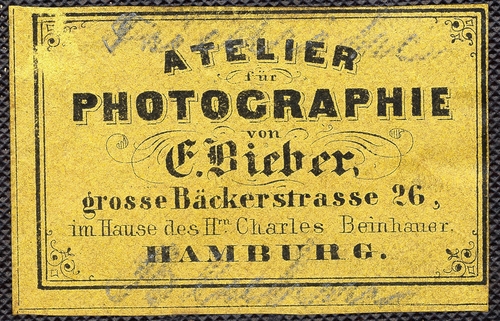 ATELIER
für
PHOTOGRAPHIE
von
E. Bieber,
grosse Bäckerstrasse 26,
im Hause des Hrn. Charles Beinhauer.
HAMBURG.